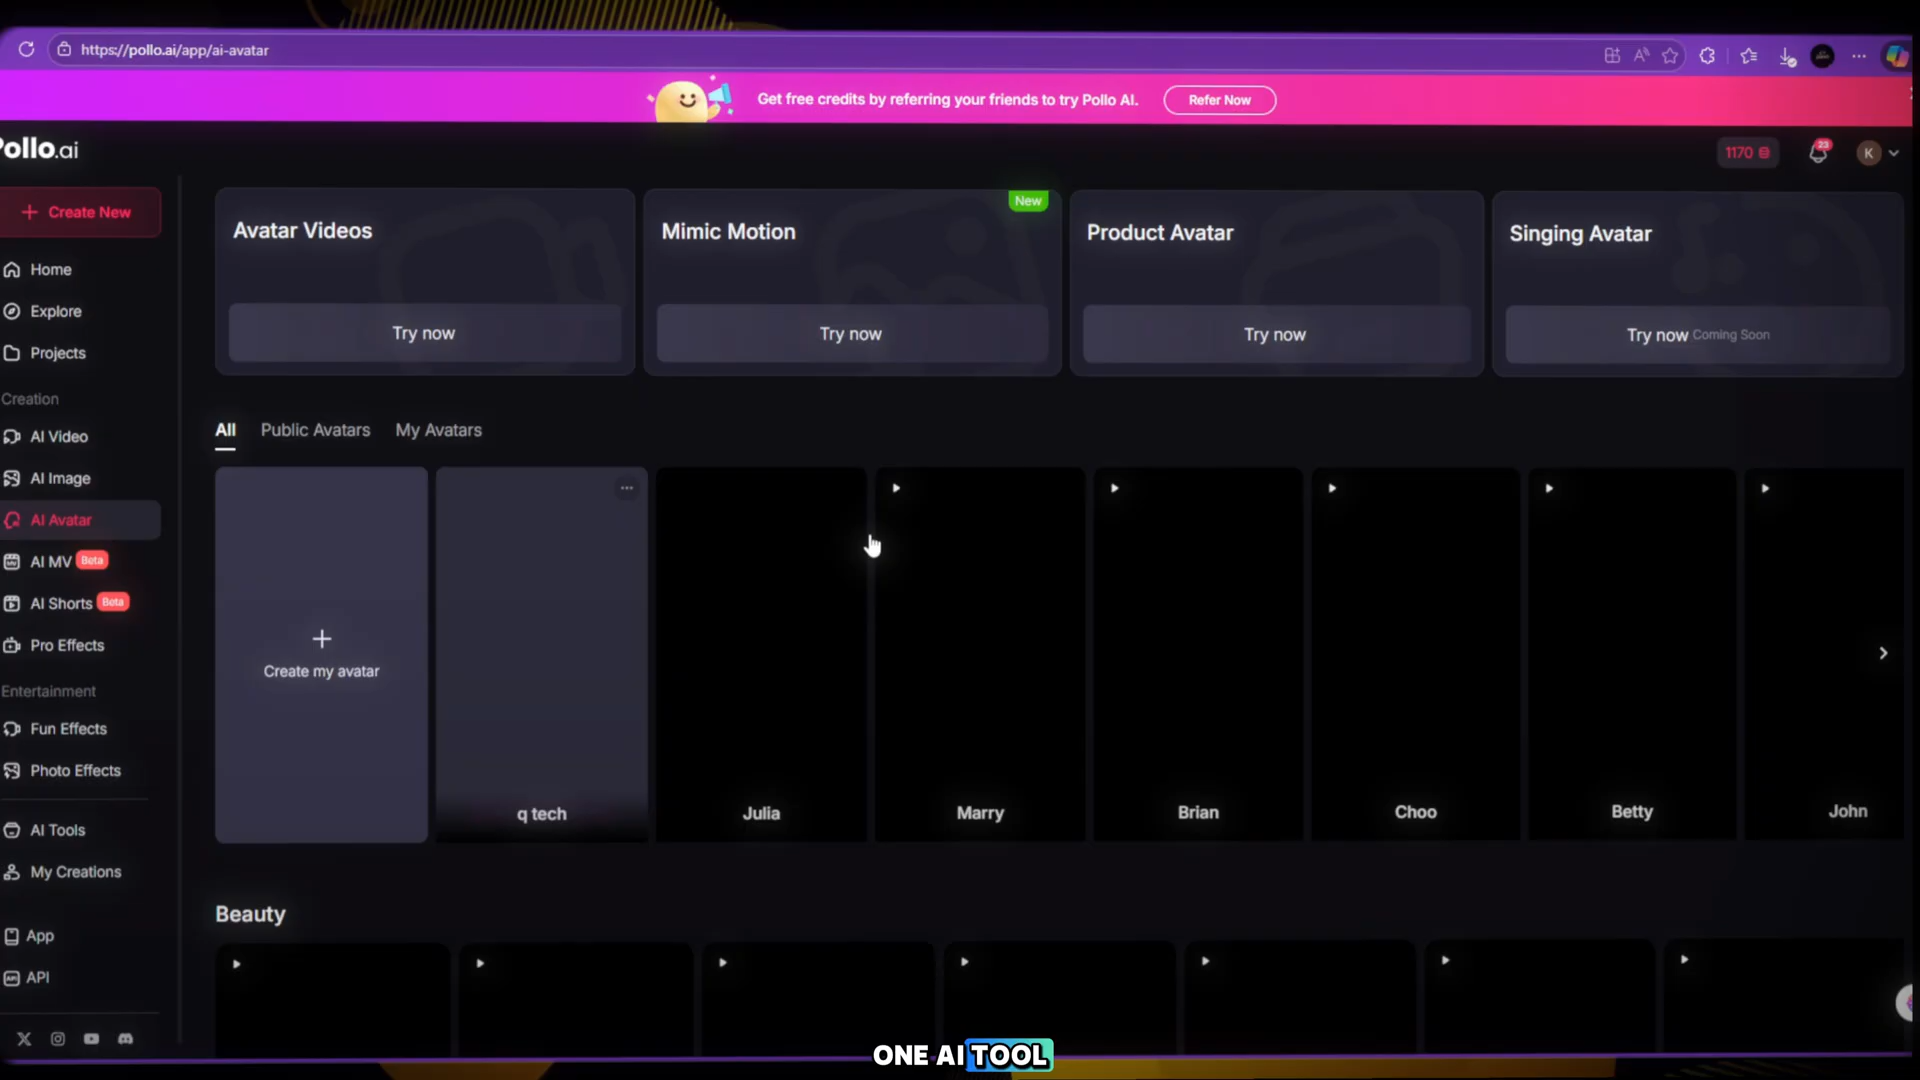 https://pollo.ai/app/ai-avatar
Get free credits by referring your friends to try Pollo AI.
Refer Now
Pollo.ai
1170
23
K
Create New
Home
Explore
Projects
Creation
AI Video
AI Image
AI Avatar
AI MV Beta
AI Shorts Beta
Pro Effects
Entertainment
Fun Effects
Photo Effects
AI Tools
My Creations
App
API
Avatar Videos
Try now
New
Mimic Motion
Try now
Product Avatar
Try now
Singing Avatar
Try now Coming Soon
All
Public Avatars
My Avatars
Create my avatar
q tech
Julia
Marry
Brian
Choo
Betty
John
Beauty
ONE AI TOOL